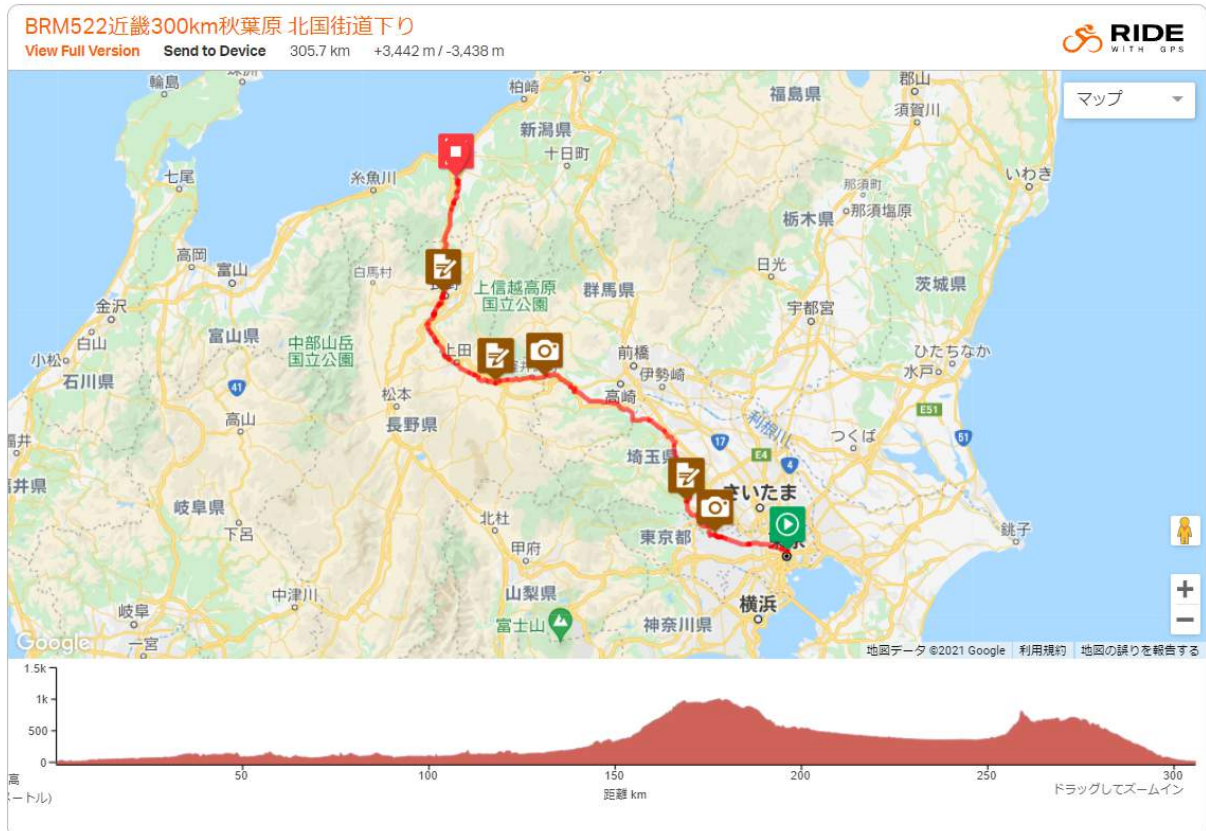 BRM522近畿300km秋葉原 北国街道下り
View Full Version Send to Device 305.7 km +3,442 m / -3,438 m
RIDE
WITH GPS
マップ
輪島
柏崎
福島県
郡山
須賀川
新潟県
十日町
七尾
糸魚川
いわき
那須町
那須塩原
栃木県
高岡
富山
白馬村
上信越高原
国立公園
群馬県
日光
茨城県
金沢
白山
富山県
中部山岳
国立公園
宇都宮
小松
石川県
上田
前橋
伊勢崎
高崎
ひたちなか
水戸
41
松本
長野県
高山
利根川
17
E4
4
つくば
E51
51
埼玉県
さいたま
岐阜県
下呂
北杜
東京都
甲府
銚子
中津川
山梨県
横浜
岐阜
富士山
神奈川県
一宮
Google
地図データ ©2021 Google 利用規約 地図の誤りを報告する
1.5k
1k
500
0
50 100 150 200 250 300
距離 km
ドラッグしてズームイン
高
ートル)